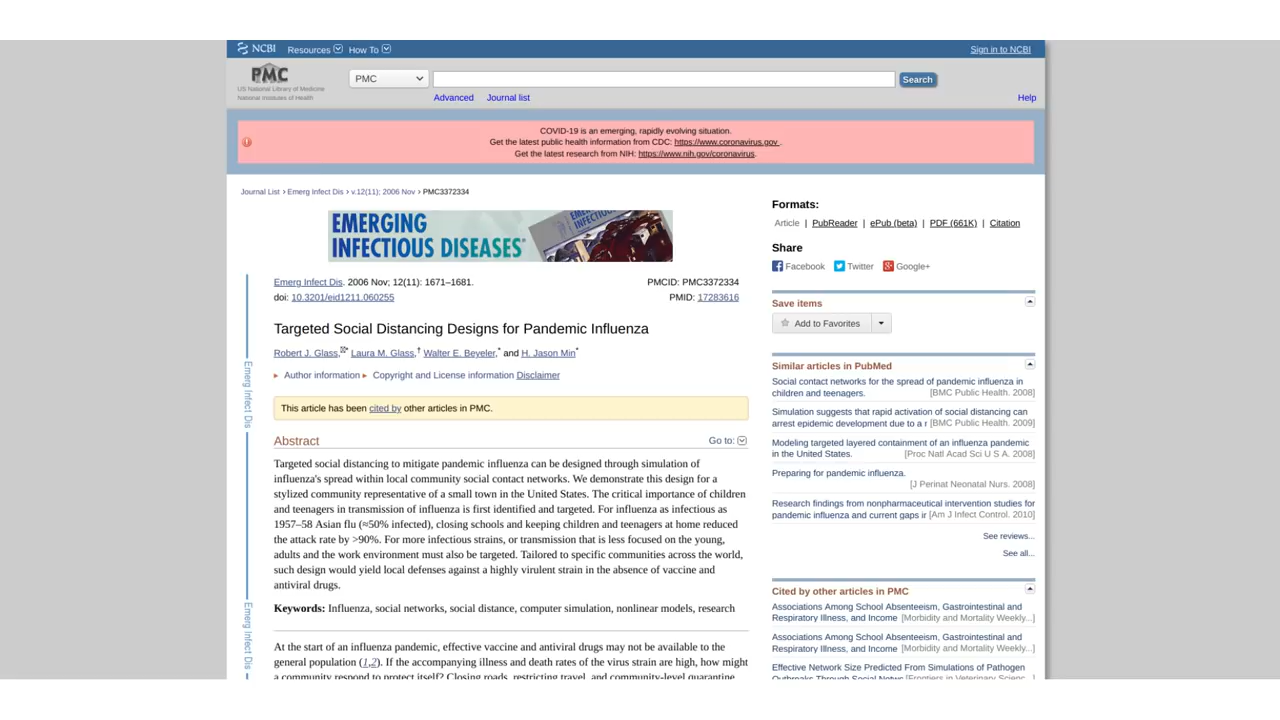 NCBI Resources How To Sign in to NCBI
PMC
US National Library of Medicine
National Institutes of Health
PMC Search
Advanced Journal list Help
COVID-19 is an emerging, rapidly evolving situation.
Get the latest public health information from CDC: https://www.coronavirus.gov .
Get the latest research from NIH: https://www.nih.gov/coronavirus.
Journal List > Emerg Infect Dis > v.12(11); 2006 Nov > PMC3372334
EMERGING
INFECTIOUS DISEASES®
Emerg Infect Dis
Emerg Infect Dis
Emerg Infect Dis. 2006 Nov; 12(11): 1671–1681. PMCID: PMC3372334
doi: 10.3201/eid1211.060255 PMID: 17283616
Targeted Social Distancing Designs for Pandemic Influenza
Robert J. Glass,* Laura M. Glass,† Walter E. Beyeler,* and H. Jason Min*
▸ Author information ▸ Copyright and License information Disclaimer
This article has been cited by other articles in PMC.
Abstract Go to:
Targeted social distancing to mitigate pandemic influenza can be designed through simulation of
influenza's spread within local community social contact networks. We demonstrate this design for a
stylized community representative of a small town in the United States. The critical importance of children
and teenagers in transmission of influenza is first identified and targeted. For influenza as infectious as
1957–58 Asian flu (≈50% infected), closing schools and keeping children and teenagers at home reduced
the attack rate by >90%. For more infectious strains, or transmission that is less focused on the young,
adults and the work environment must also be targeted. Tailored to specific communities across the world,
such design would yield local defenses against a highly virulent strain in the absence of vaccine and
antiviral drugs.
Keywords: Influenza, social networks, social distance, computer simulation, nonlinear models, research
At the start of an influenza pandemic, effective vaccine and antiviral drugs may not be available to the
general population (1,2). If the accompanying illness and death rates of the virus strain are high, how might
a community respond to protect itself? Closing roads, restricting travel, and community-level quarantine
Formats:
Article | PubReader | ePub (beta) | PDF (661K) | Citation
Share
Facebook Twitter Google+
Save items
Add to Favorites
Similar articles in PubMed
Social contact networks for the spread of pandemic influenza in
children and teenagers. [BMC Public Health. 2008]
Simulation suggests that rapid activation of social distancing can
arrest epidemic development due to a r [BMC Public Health. 2009]
Modeling targeted layered containment of an influenza pandemic
in the United States. [Proc Natl Acad Sci U S A. 2008]
Preparing for pandemic influenza.
[J Perinat Neonatal Nurs. 2008]
Research findings from nonpharmaceutical intervention studies for
pandemic influenza and current gaps ir [Am J Infect Control. 2010]
See reviews...
See all...
Cited by other articles in PMC
Associations Among School Absenteeism, Gastrointestinal and
Respiratory Illness, and Income [Morbidity and Mortality Weekly...]
Associations Among School Absenteeism, Gastrointestinal and
Respiratory Illness, and Income [Morbidity and Mortality Weekly...]
Effective Network Size Predicted From Simulations of Pathogen
Outbreaks Through Social Netwo [Frontiers in Veterinary Scienc...]